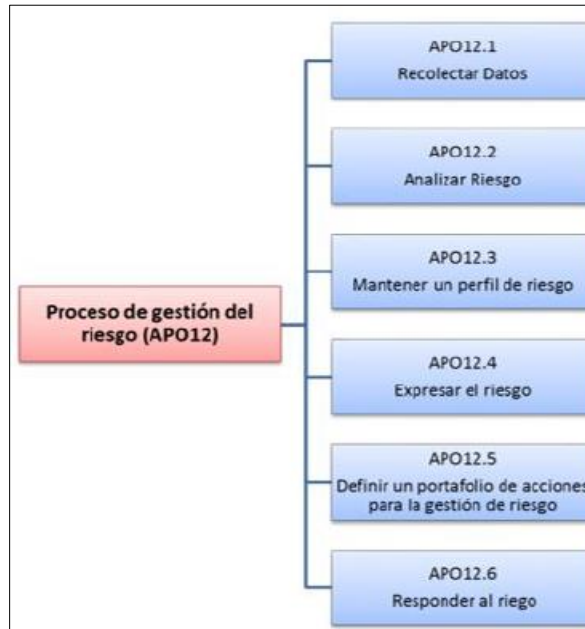 APO12.1
Recolectar Datos
APO12.2
Analizar Riesgo
APO12.3
Mantener un perfil de riesgo
Proceso de gestión del
riesgo (APO12)
APO12.4
Expresar el riesgo
APO12.5
Definir un portafolio de acciones
para la gestión de riesgo
APO12.6
Responder al riego